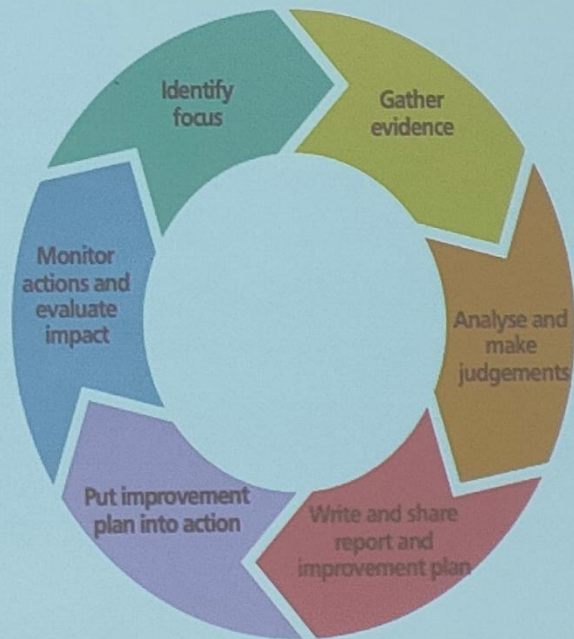 Identify
focus
Gather
evidence
Analyse and
make
judgements
Write and share
report and
improvement plan
Put improvement
plan into action
Monitor
actions and
evaluate
impact